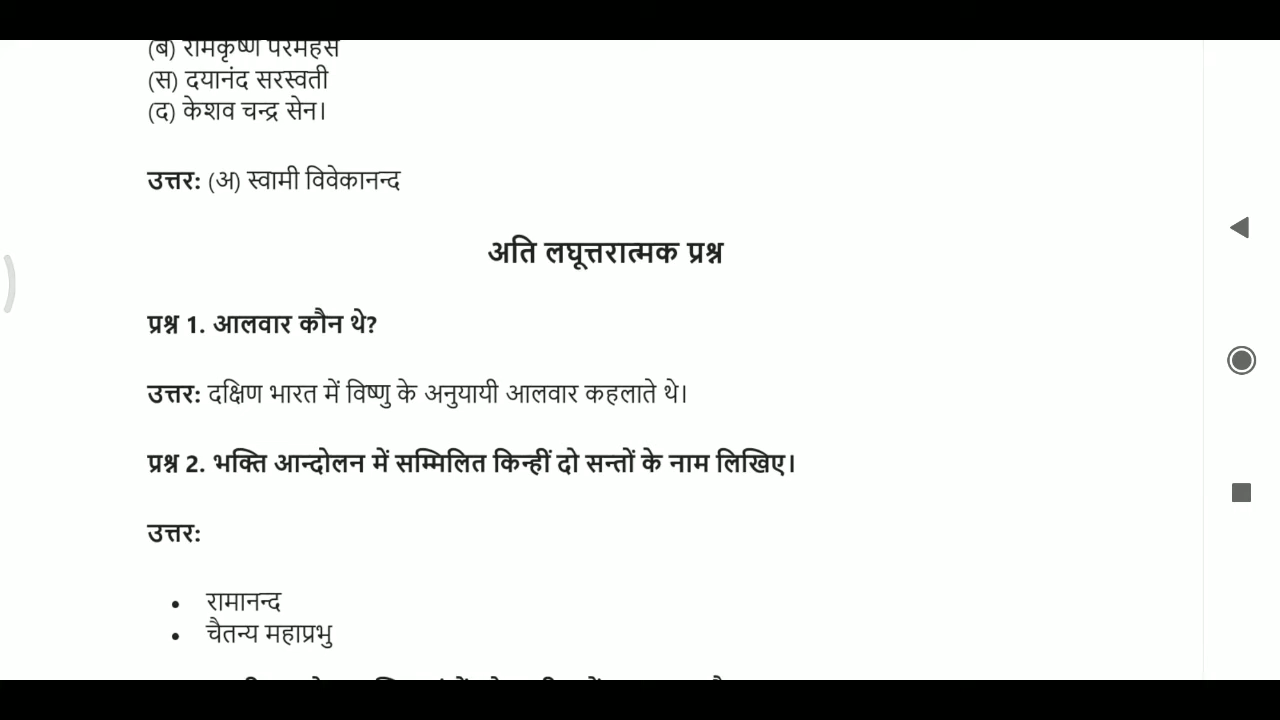 (ब) रामकृष्ण परमहंस
(स) दयानंद सरस्वती
(द) केशव चन्द्र सेन।
उत्तर: (अ) स्वामी विवेकानन्द
अति लघूत्तरात्मक प्रश्न
प्रश्न 1. आलवार कौन थे?
उत्तर: दक्षिण भारत में विष्णु के अनुयायी आलवार कहलाते थे।
प्रश्न 2. भक्ति आन्दोलन में सम्मिलित किन्हीं दो सन्तों के नाम लिखिए।
उत्तर:
• रामानन्द
• चैतन्य महाप्रभु